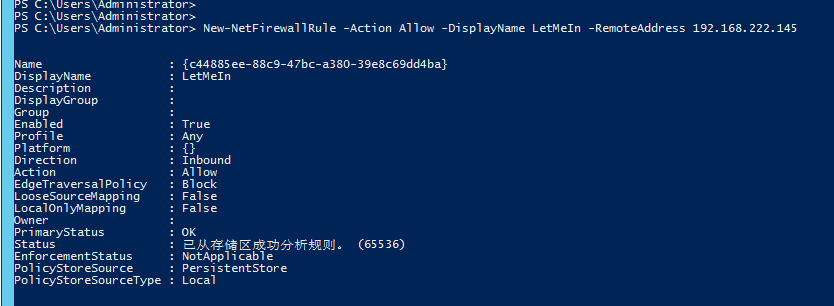 PS C:\Users\Administrator>
PS C:\Users\Administrator>
PS C:\Users\Administrator> New-NetFirewallRule -Action Allow -DisplayName LetMeIn -RemoteAddress 192.168.222.145
Name : {c44885ee-88c9-47bc-a380-39e8c69dd4ba}
DisplayName : LetMeIn
Description :
DisplayGroup :
Group :
Enabled : True
Profile : Any
Platform : {}
Direction : Inbound
Action : Allow
EdgeTraversalPolicy : Block
LooseSourceMapping : False
LocalOnlyMapping : False
Owner :
PrimaryStatus : OK
Status : 已从存储区成功分析规则。 (65536)
EnforcementStatus : NotApplicable
PolicyStoreSource : PersistentStore
PolicyStoreSourceType : Local